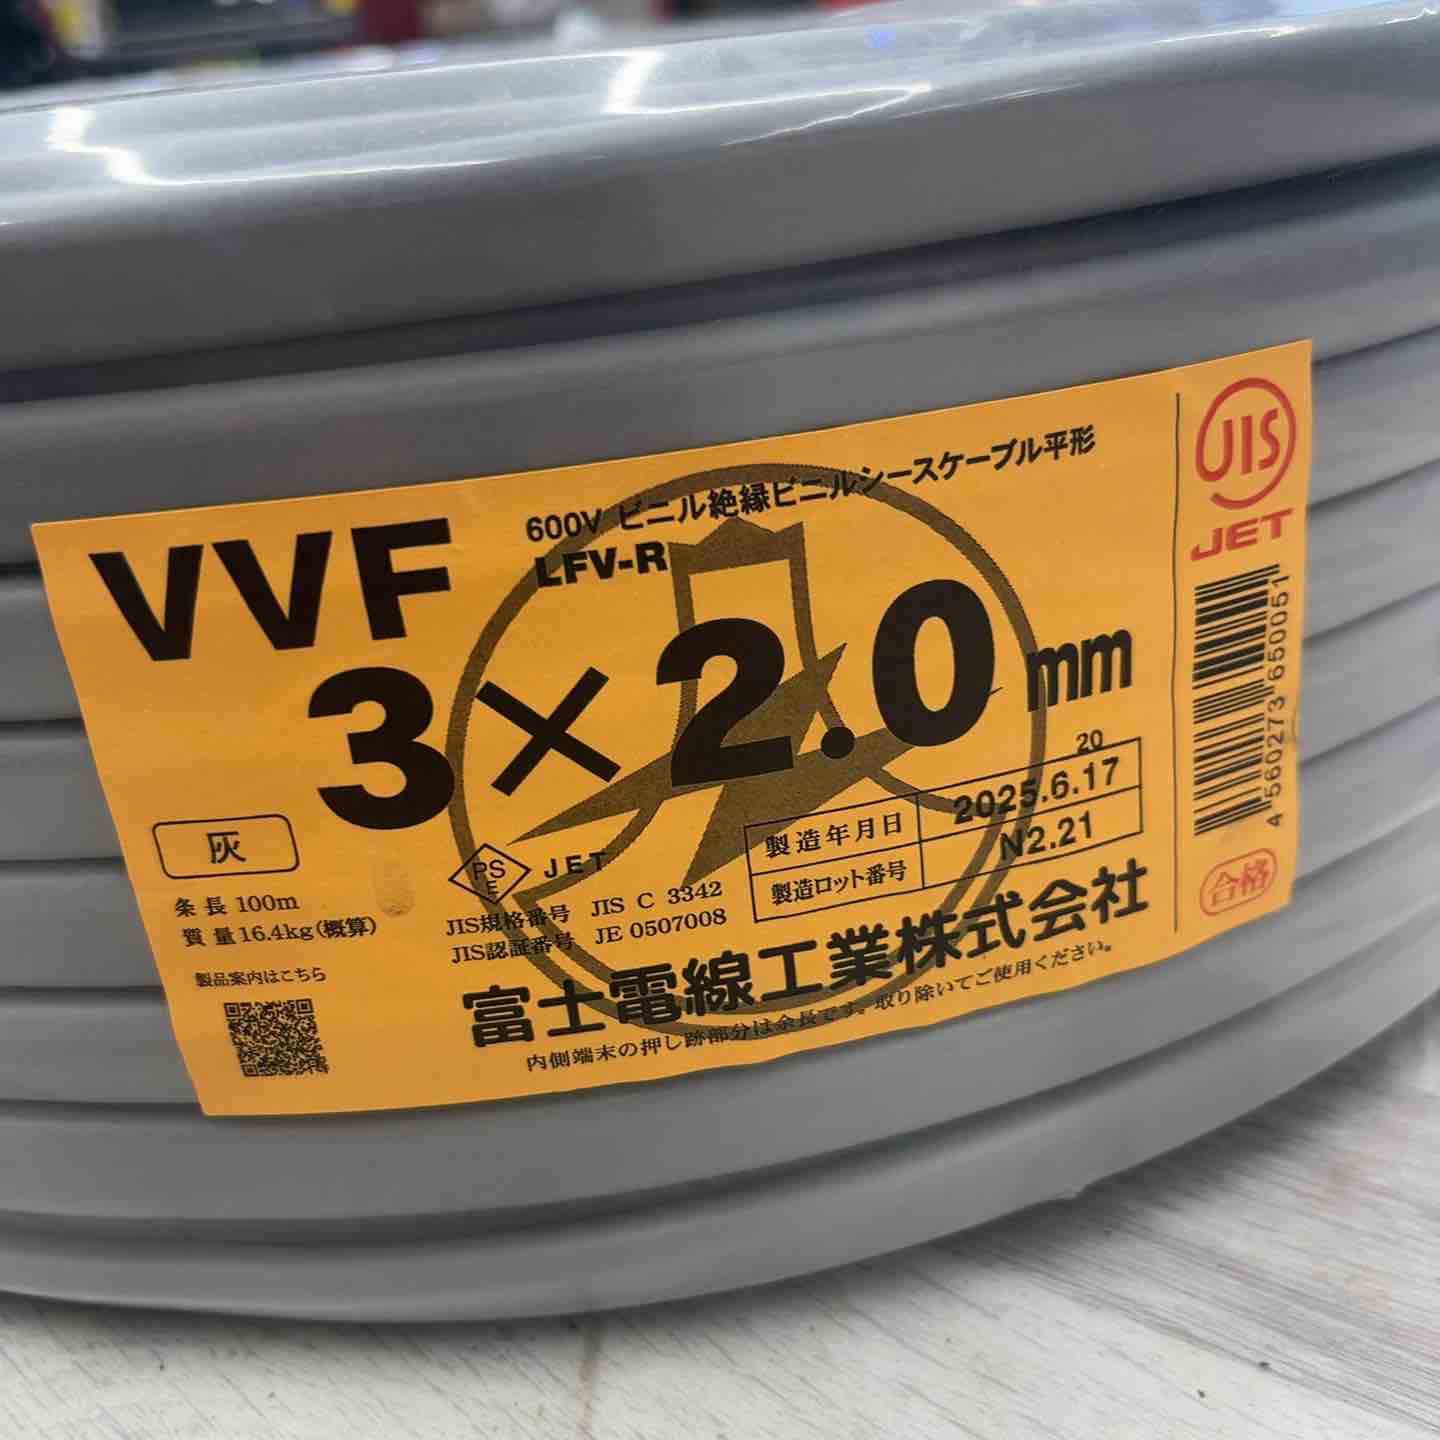 VVF
600V ビニル絶縁ビニルシースケーブル平形
LFV-R
3×2.0mm
灰
条長 100m
質量 16.4kg(概算)
製品案内はこちら
PS
E
JET
JIS規格番号 JIS C 3342
JIS認証番号 JE 0507008
20
製造年月日 2025.6.17
製造ロット番号 N2.21
富士電線工業株式会社
内側端末の押し跡部分は余長です。取り除いてご使用ください。
JIS
JET
4560273650051
合格